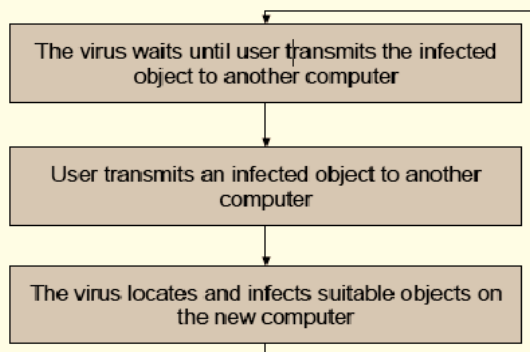 The virus waits until user transmits the infected
object to another computer
User transmits an infected object to another
computer
The virus locates and infects suitable objects on
the new computer